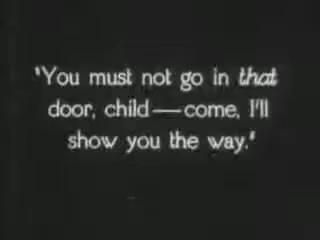 "You must not go in that
door, child — come, I'll
show you the way."